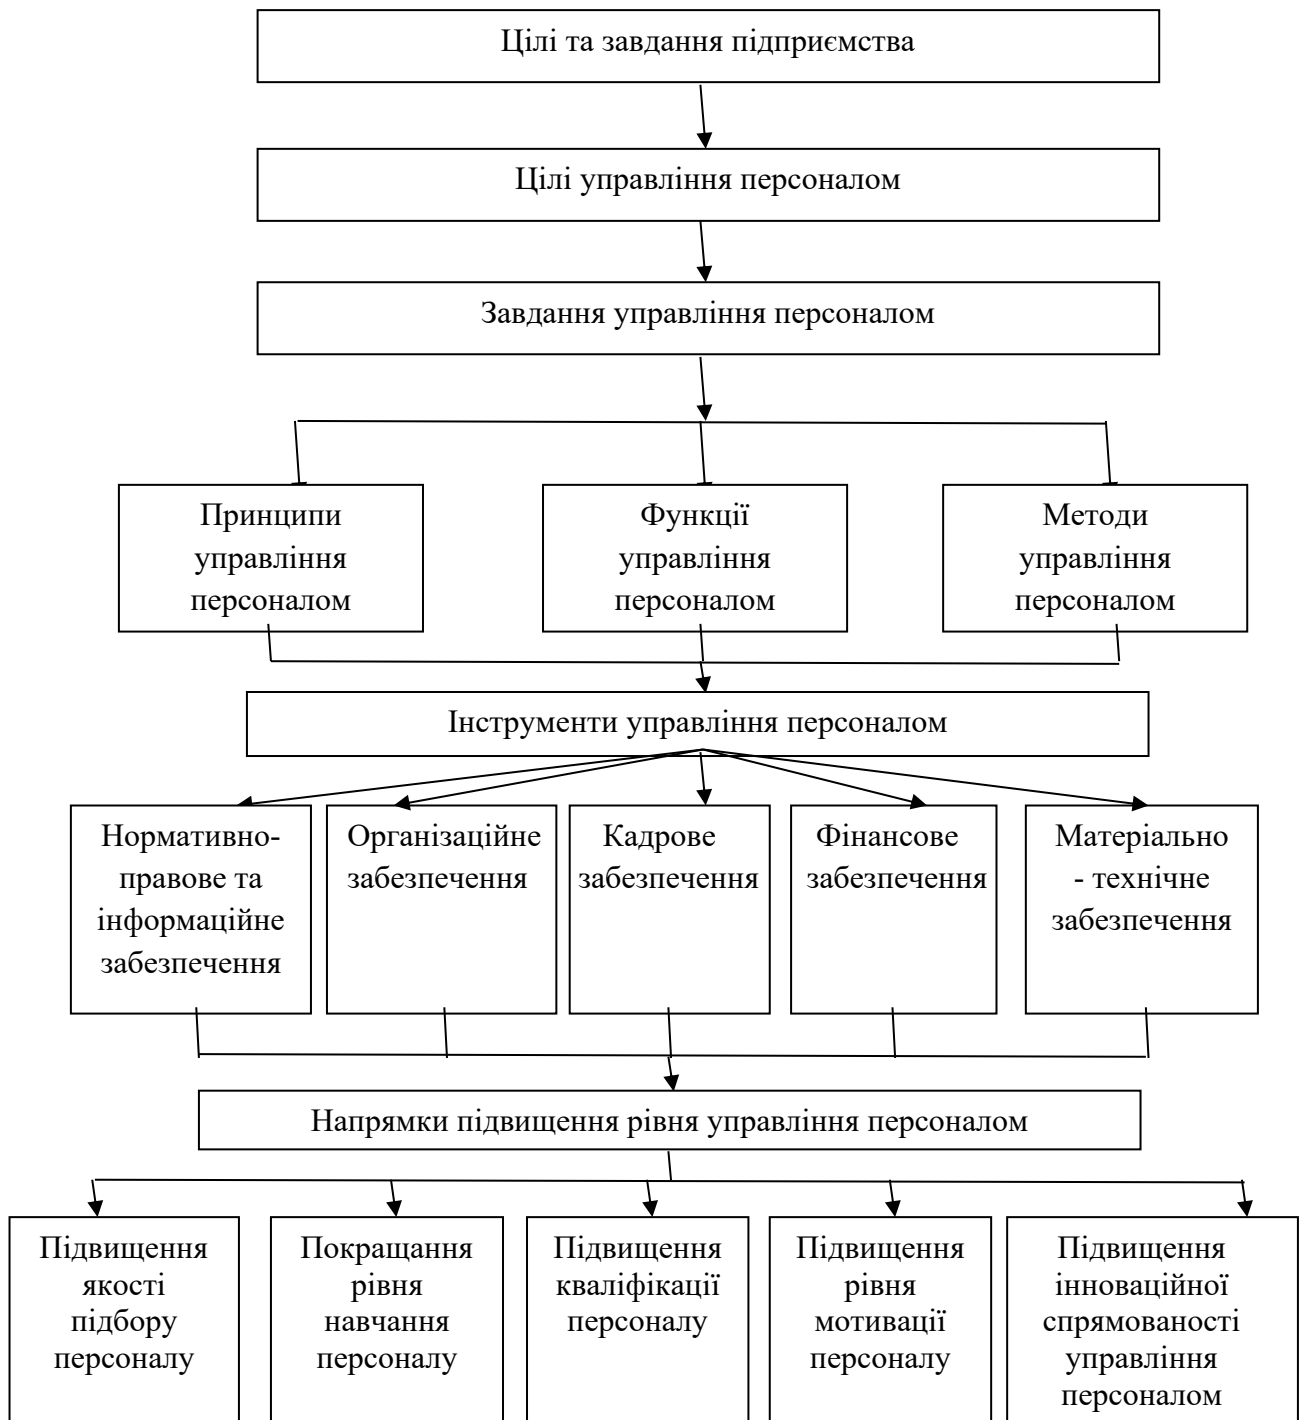 Цілі та завдання підприємства
Цілі управління персоналом
Завдання управління персоналом
Принципи
управління
персоналом
Функції
управління
персоналом
Методи
управління
персоналом
Інструменти управління персоналом
Нормативно-
правове та
інформаційне
забезпечення
Організаційне
забезпечення
Кадрове
забезпечення
Фінансове
забезпечення
Матеріально
- технічне
забезпечення
Напрямки підвищення рівня управління персоналом
Підвищення
якості
підбору
персоналу
Покращання
рівня
навчання
персоналу
Підвищення
кваліфікації
персоналу
Підвищення
рівня
мотивації
персоналу
Підвищення
інноваційної
спрямованості
управління
персоналом